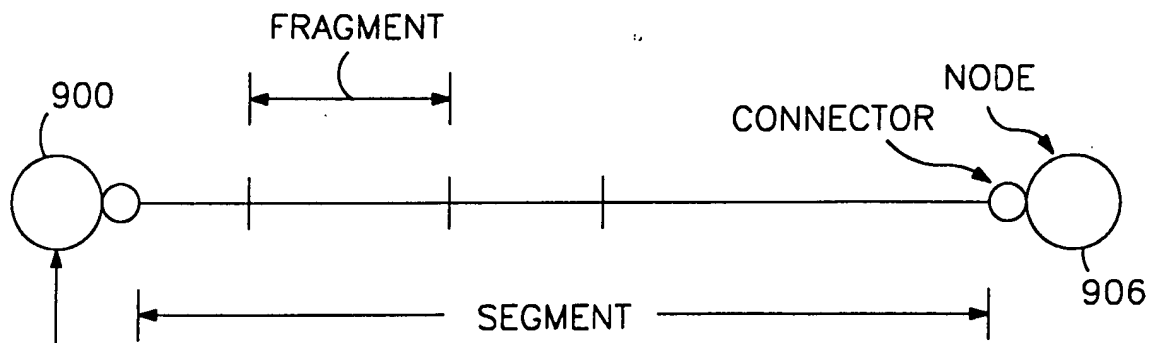 FRAGMENT
900
NODE
CONNECTOR
906
SEGMENT